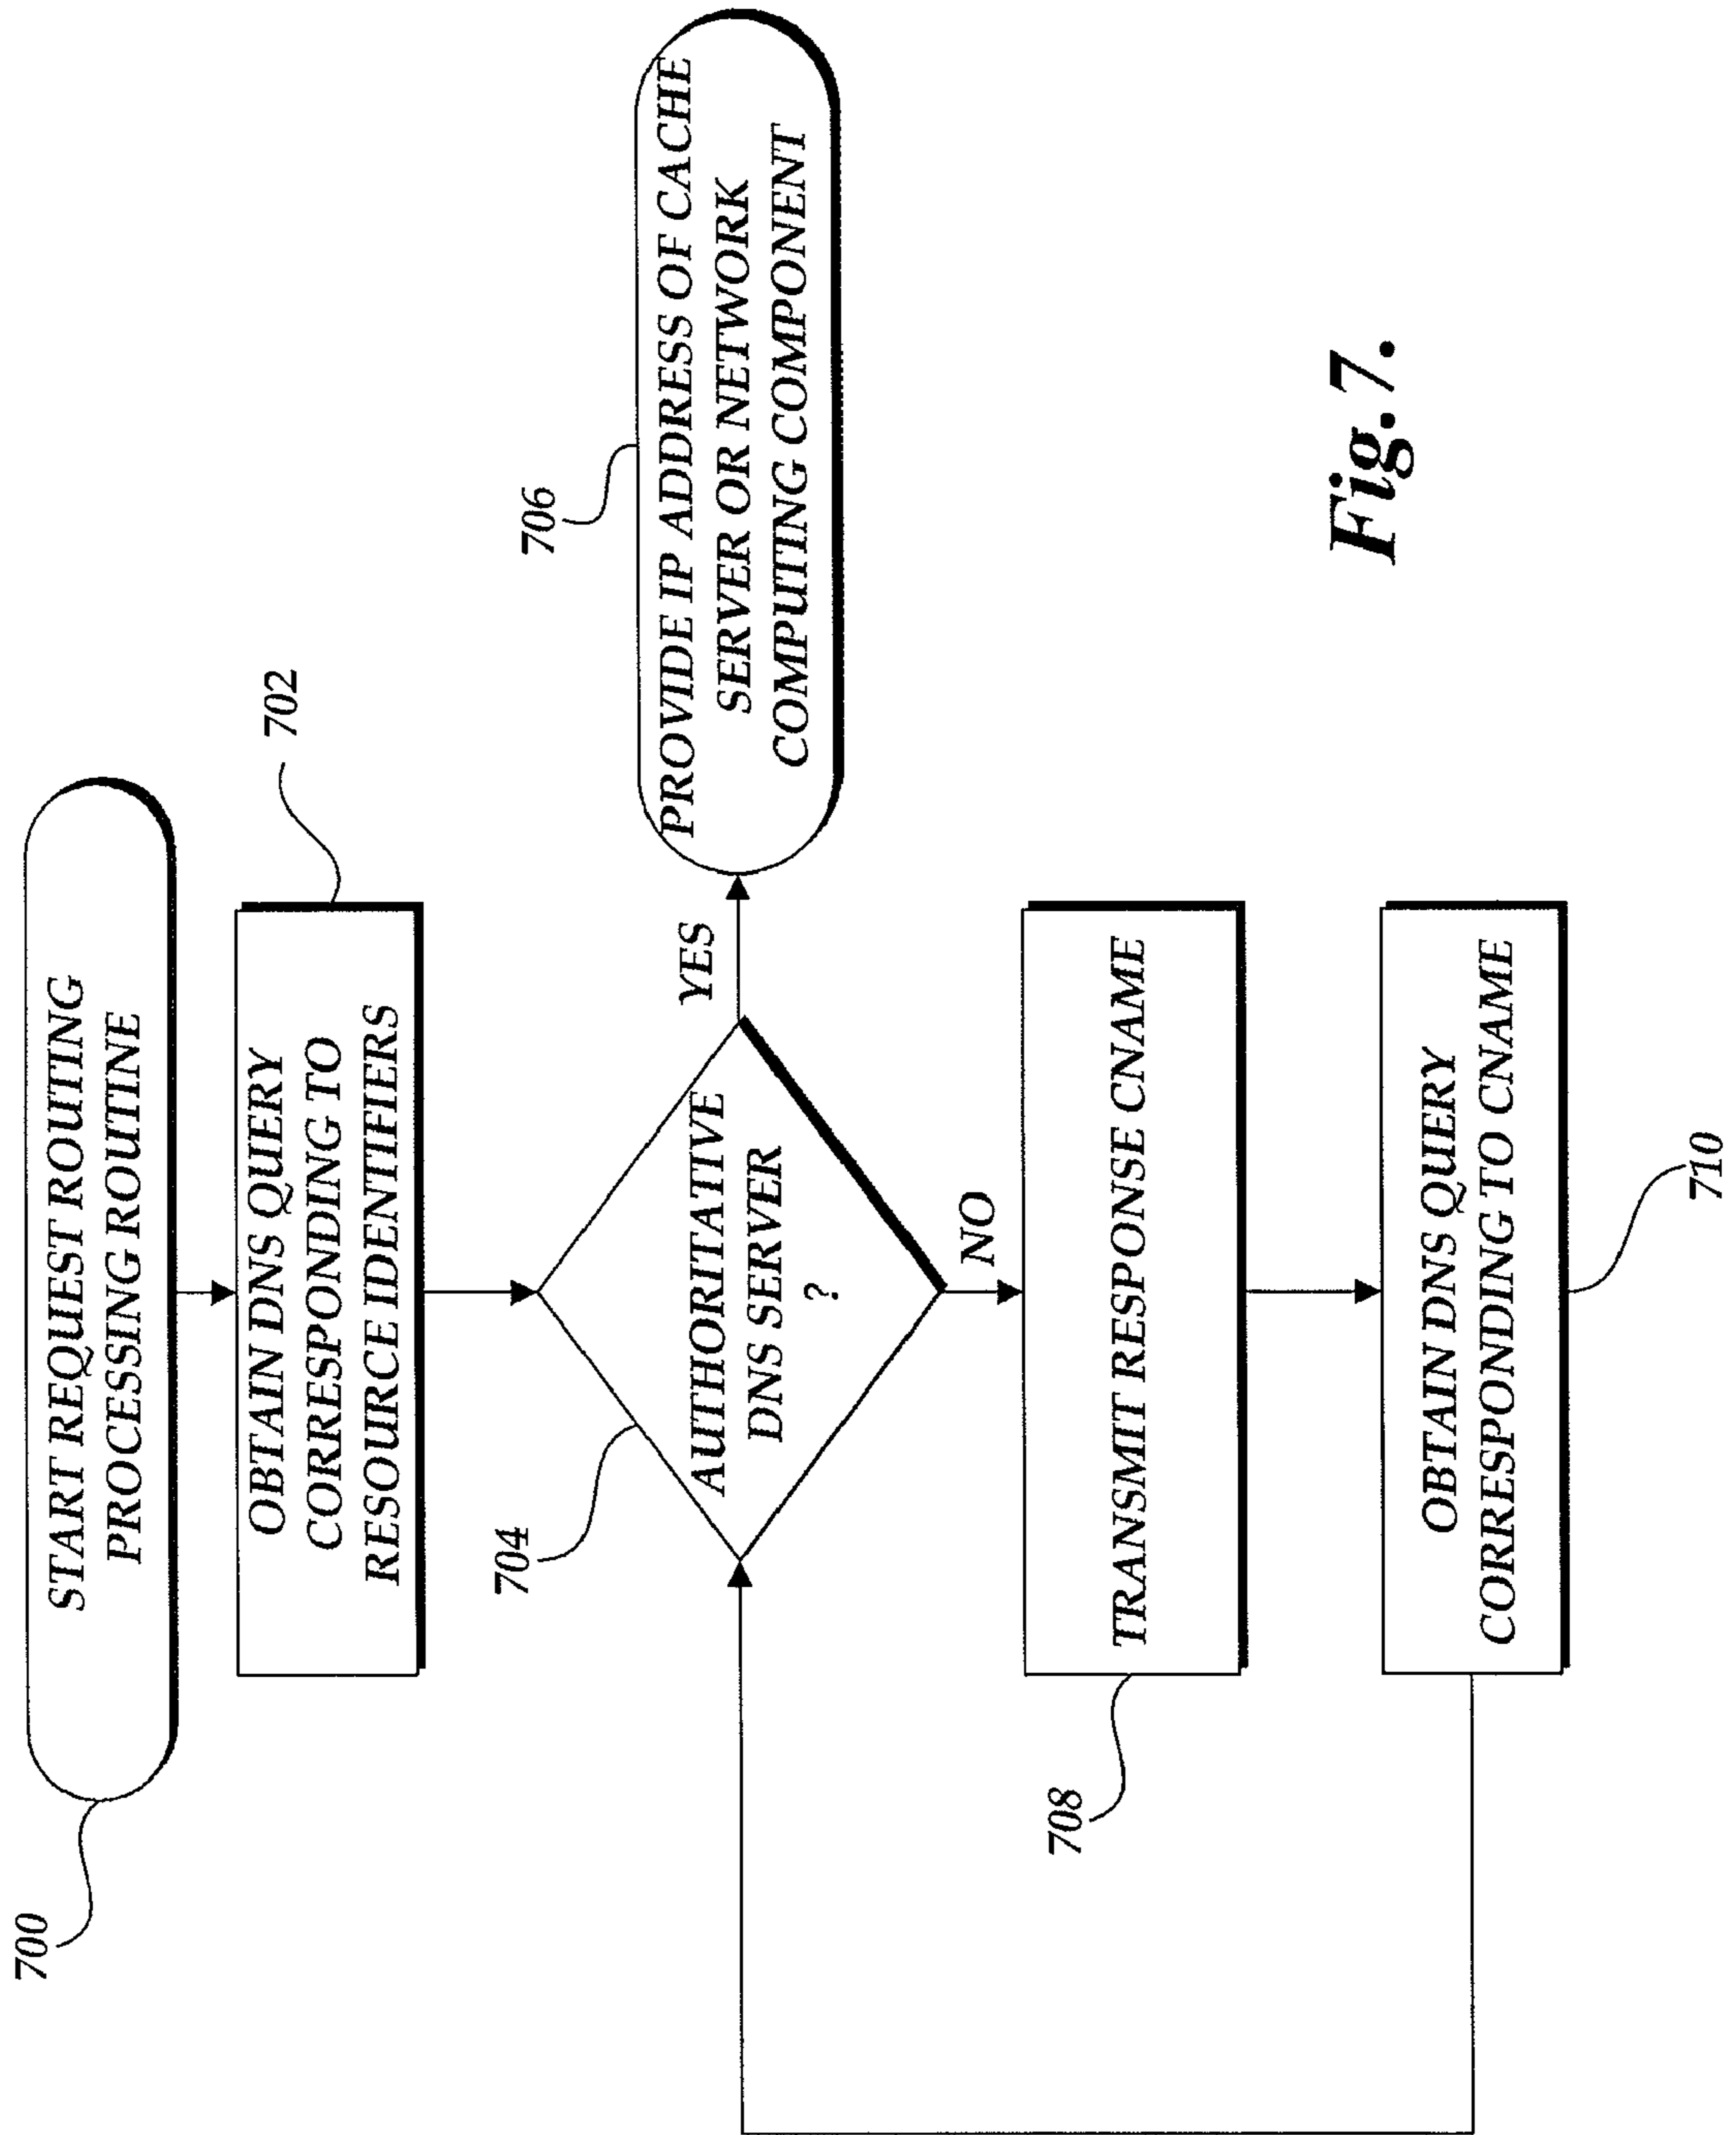 700
START REQUEST ROUTING
PROCESSING ROUTINE
702
OBTAIN DNS QUERY
CORRESPONDING TO
RESOURCE IDENTIFIERS
704
AUTHORITATIVE
DNS SERVER
?
YES
706
PROVIDE IP ADDRESS OF CACHE
SERVER OR NETWORK
COMPUTING COMPONENT
NO
708
TRANSMIT RESPONSE CNAME
OBTAIN DNS QUERY
CORRESPONDING TO CNAME
710
Fig.7.